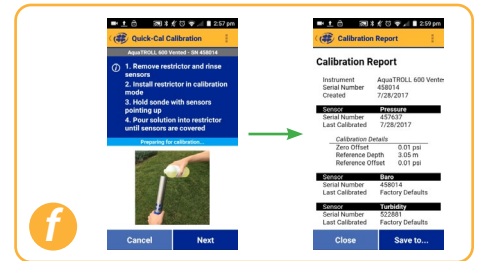 2:57 pm
Quick-Cal Calibration
AquaTROLL 600 Vented - SN 458014
1. Remove restrictor and rinse
sensors
2. Install restrictor in calibration
mode
3. Hold sonde with sensors
pointing up
4. Pour solution into restrictor
until sensors are covered
Preparing for calibration...
Cancel Next
2:59 pm
Calibration Report
Calibration Report
Instrument AquaTROLL 600 Vente
Serial Number 458014
Created 7/28/2017
Sensor Pressure
Serial Number 457637
Last Calibrated 7/28/2017
Calibration Details
Zero Offset 0.01 psi
Reference Depth 3.05 m
Reference Offset 0.01 psi
Sensor Baro
Serial Number 458014
Last Calibrated Factory Defaults
Sensor Turbidity
Serial Number 522881
Last Calibrated Factory Defaults
Close Save to...
f